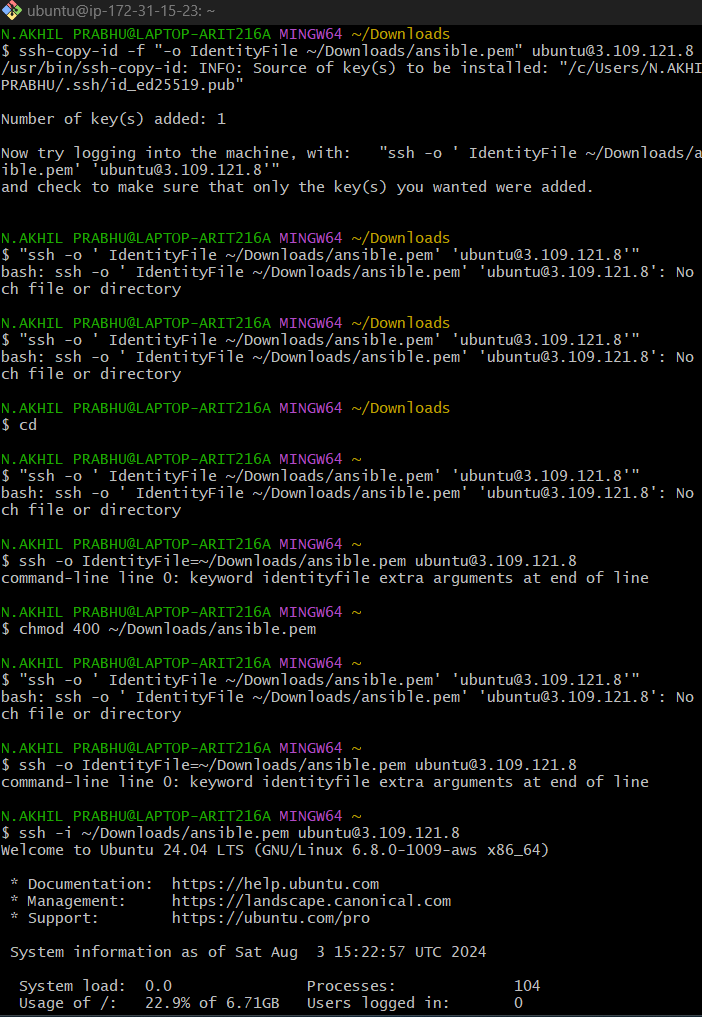 ubuntu@ip-172-31-15-23: ~
N.AKHIL PRABHU@LAPTOP-ARIT216A MINGW64 ~/Downloads
$ ssh-copy-id -f "-o IdentityFile ~/Downloads/ansible.pem" ubuntu@3.109.121.8
/usr/bin/ssh-copy-id: INFO: Source of key(s) to be installed: "/c/Users/N.AKHI
PRABHU/.ssh/id_ed25519.pub"
Number of key(s) added: 1
Now try logging into the machine, with:   "ssh -o ' IdentityFile ~/Downloads/a
ible.pem' 'ubuntu@3.109.121.8'"
and check to make sure that only the key(s) you wanted were added.
N.AKHIL PRABHU@LAPTOP-ARIT216A MINGW64 ~/Downloads
$ "ssh -o ' IdentityFile ~/Downloads/ansible.pem' 'ubuntu@3.109.121.8'"
bash: ssh -o ' IdentityFile ~/Downloads/ansible.pem' 'ubuntu@3.109.121.8': No
ch file or directory
N.AKHIL PRABHU@LAPTOP-ARIT216A MINGW64 ~/Downloads
$ "ssh -o ' IdentityFile ~/Downloads/ansible.pem' 'ubuntu@3.109.121.8'"
bash: ssh -o ' IdentityFile ~/Downloads/ansible.pem' 'ubuntu@3.109.121.8': No
ch file or directory
N.AKHIL PRABHU@LAPTOP-ARIT216A MINGW64 ~/Downloads
$ cd
N.AKHIL PRABHU@LAPTOP-ARIT216A MINGW64 ~
$ "ssh -o ' IdentityFile ~/Downloads/ansible.pem' 'ubuntu@3.109.121.8'"
bash: ssh -o ' IdentityFile ~/Downloads/ansible.pem' 'ubuntu@3.109.121.8': No
ch file or directory
N.AKHIL PRABHU@LAPTOP-ARIT216A MINGW64 ~
$ ssh -o IdentityFile=~/Downloads/ansible.pem ubuntu@3.109.121.8
command-line line 0: keyword identityfile extra arguments at end of line
N.AKHIL PRABHU@LAPTOP-ARIT216A MINGW64 ~
$ chmod 400 ~/Downloads/ansible.pem
N.AKHIL PRABHU@LAPTOP-ARIT216A MINGW64 ~
$ "ssh -o ' IdentityFile ~/Downloads/ansible.pem' 'ubuntu@3.109.121.8'"
bash: ssh -o ' IdentityFile ~/Downloads/ansible.pem' 'ubuntu@3.109.121.8': No
ch file or directory
N.AKHIL PRABHU@LAPTOP-ARIT216A MINGW64 ~
$ ssh -o IdentityFile=~/Downloads/ansible.pem ubuntu@3.109.121.8
command-line line 0: keyword identityfile extra arguments at end of line
N.AKHIL PRABHU@LAPTOP-ARIT216A MINGW64 ~
$ ssh -i ~/Downloads/ansible.pem ubuntu@3.109.121.8
Welcome to Ubuntu 24.04 LTS (GNU/Linux 6.8.0-1009-aws x86_64)
* Documentation:  https://help.ubuntu.com
* Management:     https://landscape.canonical.com
* Support:        https://ubuntu.com/pro
System information as of Sat Aug  3 15:22:57 UTC 2024
System load:  0.0               Processes:             104
Usage of /:   22.9% of 6.71GB   Users logged in:       0